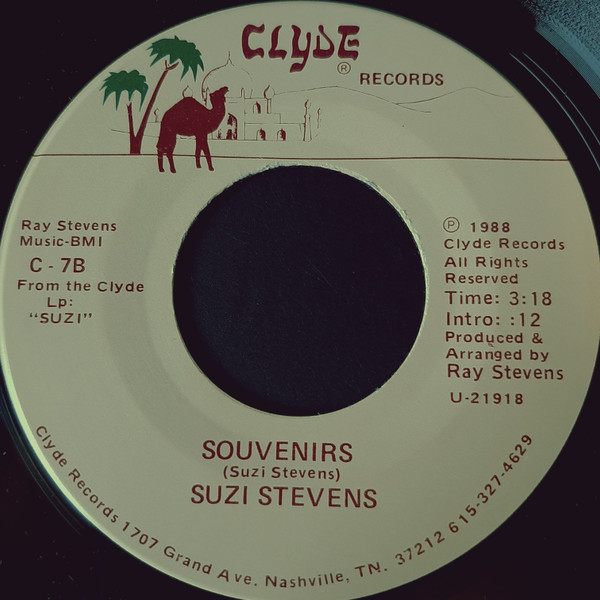 CLYDE
® RECORDS
Ray Stevens
Music-BMI
C - 7B
From the Clyde
Lp:
"SUZI"
℗ 1988
Clyde Records
All Rights
Reserved
Time: 3:18
Intro: :12
Produced &
Arranged by
Ray Stevens
U-21918
SOUVENIRS
(Suzi Stevens)
SUZI STEVENS
Clyde Records 1707 Grand Ave. Nashville, TN. 37212 615-327-4629